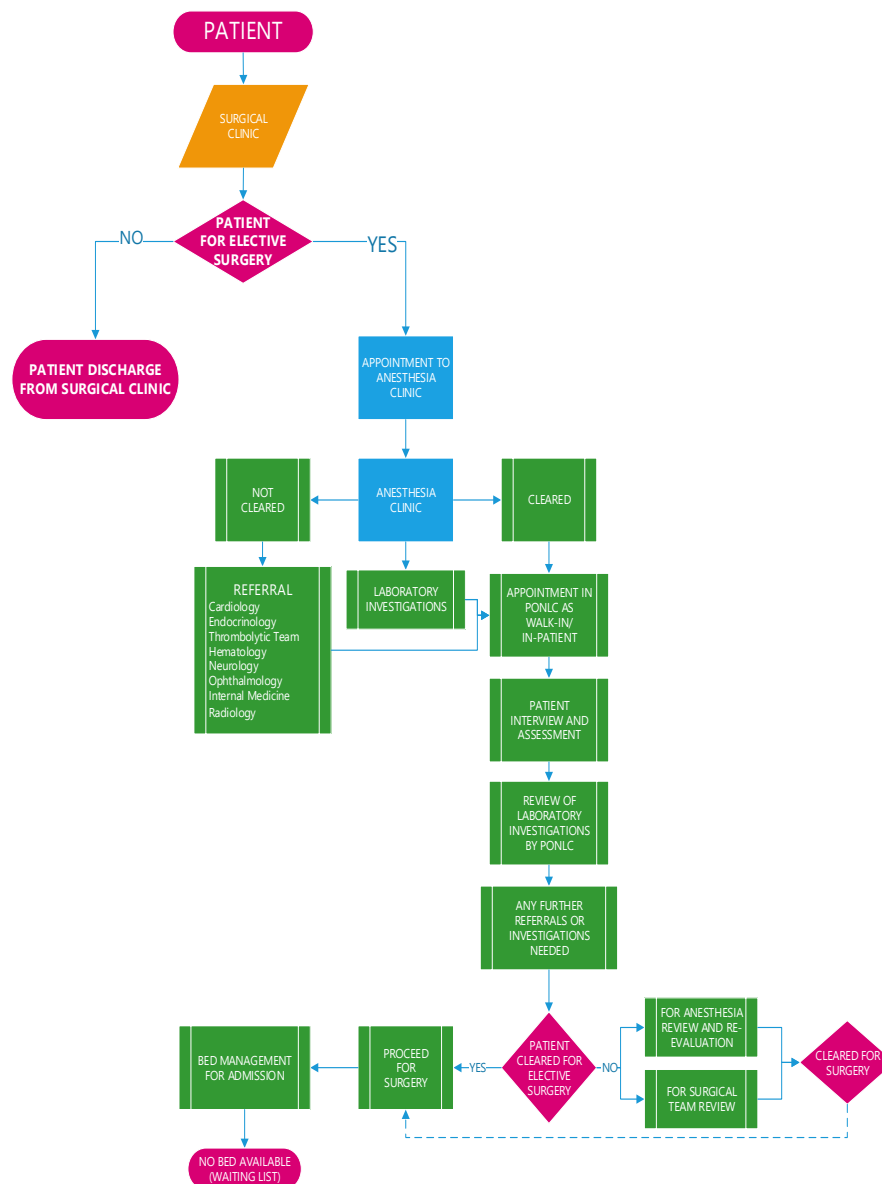 PATIENT
SURGICAL
CLINIC
PATIENT
FOR ELECTIVE
SURGERY
NO
YES
PATIENT DISCHARGE
FROM SURGICAL CLINIC
APPOINTMENT TO
ANESTHESIA
CLINIC
NOT
CLEARED
ANESTHESIA
CLINIC
CLEARED
REFERRAL
Cardiology
Endocrinology
Thrombolytic Team
Hematology
Neurology
Ophthalmology
Internal Medicine
Radiology
LABORATORY
INVESTIGATIONS
APPOINTMENT IN
PONLC AS
WALK-IN/
IN-PATIENT
PATIENT
INTERVIEW AND
ASSESSMENT
REVIEW OF
LABORATORY
INVESTIGATIONS
BY PONLC
ANY FURTHER
REFERRALS OR
INVESTIGATIONS
NEEDED
PATIENT
CLEARED FOR
ELECTIVE
SURGERY
YES
NO
PROCEED
FOR
SURGERY
BED MANAGEMENT
FOR ADMISSION
NO BED AVAILABLE
(WAITING LIST)
FOR ANESTHESIA
REVIEW AND RE-
EVALUATION
FOR SURGICAL
TEAM REVIEW
CLEARED FOR
SURGERY